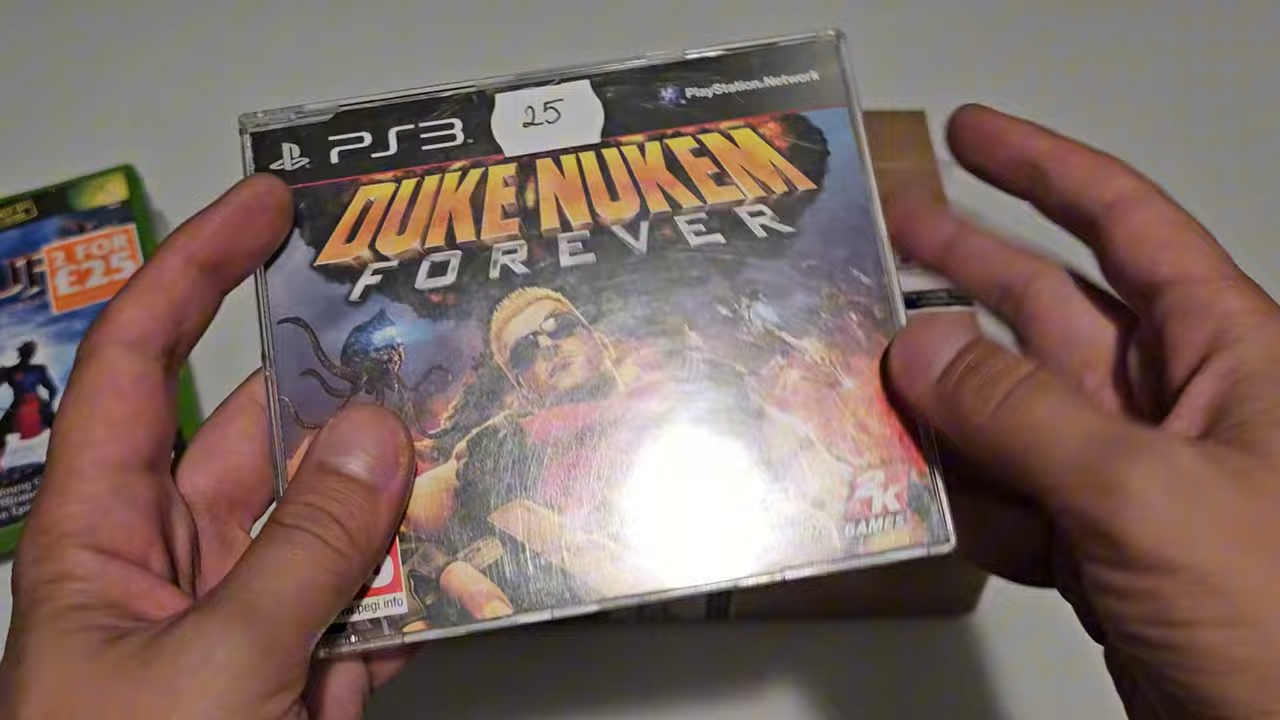 PS3
25
PlayStation Network
DUKE NUKEM
FOREVER
2K
GAMES
www.pegi.info
2 FOR
£25